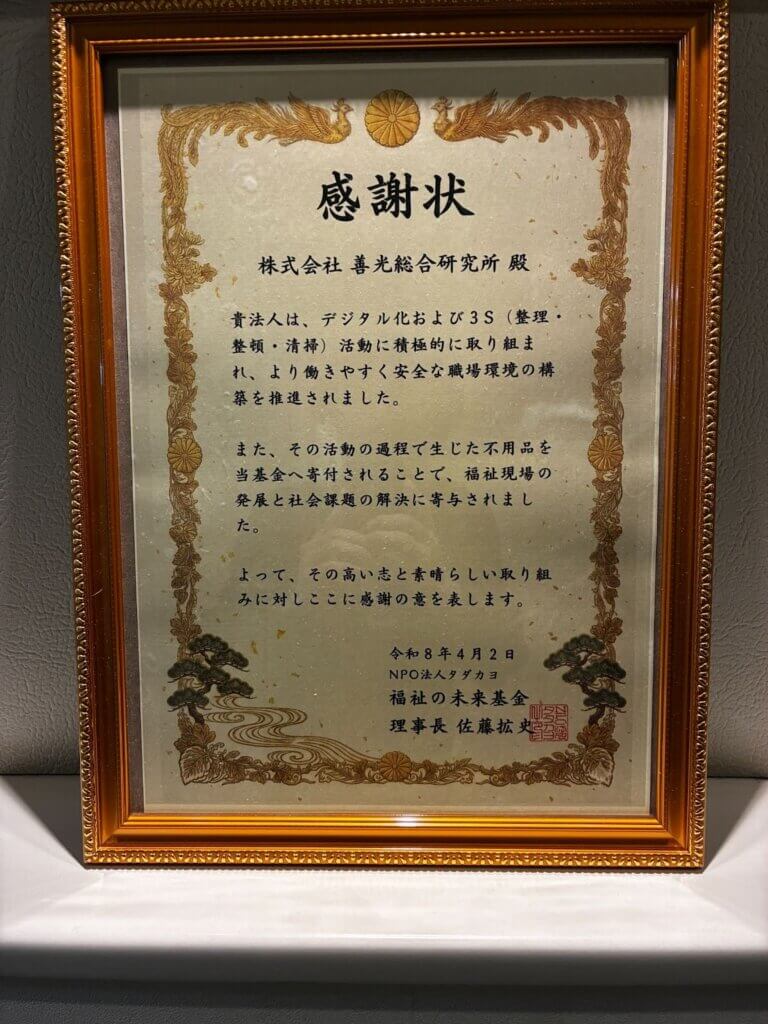 感謝状
株式会社 善光総合研究所 殿
貴法人は、デジタル化および3S（整理・
整頓・清掃）活動に積極的に取り組ま
れ、より働きやすく安全な職場環境の構
築を推進されました。
また、その活動の過程で生じた不用品を
当基金へ寄付されることで、福祉現場の
発展と社会課題の解決に寄与されまし
た。
よって、その高い志と素晴らしい取り組
みに対しここに感謝の意を表します。
令和8年4月2日
NPO法人タダカヨ
福祉の未来基金
理事長 佐藤拡史